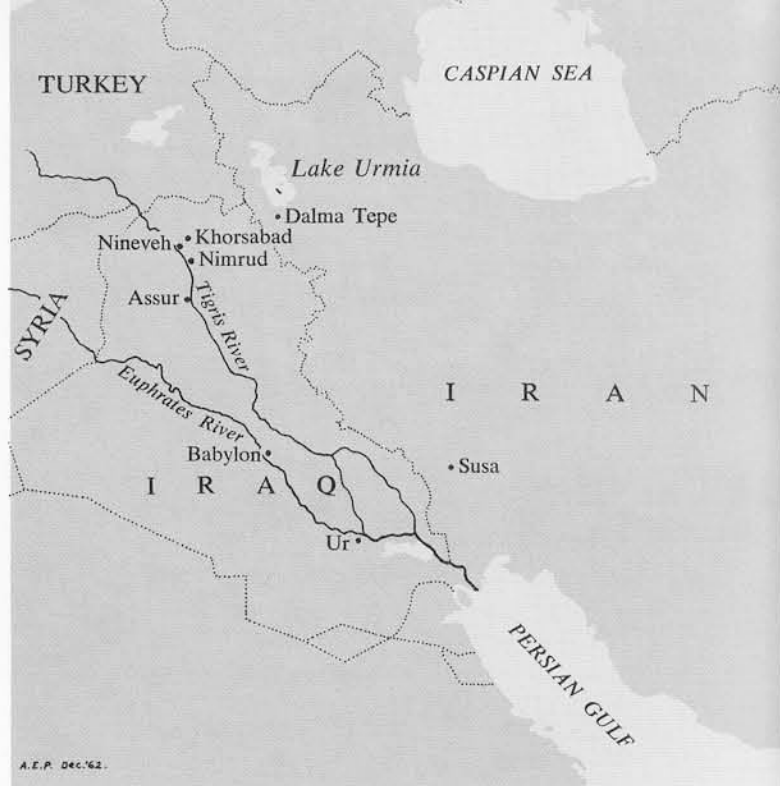 TURKEY
CASPIAN SEA
Lake Urmia
Dalma Tepe
Khorsabad
Nineveh
Nimrud
Assur
Tigris River
SYRIA
Euphrates River
I R A N
Babylon
Susa
I R A Q
Ur
PERSIAN GULF
A.E.P. Dec.'62.